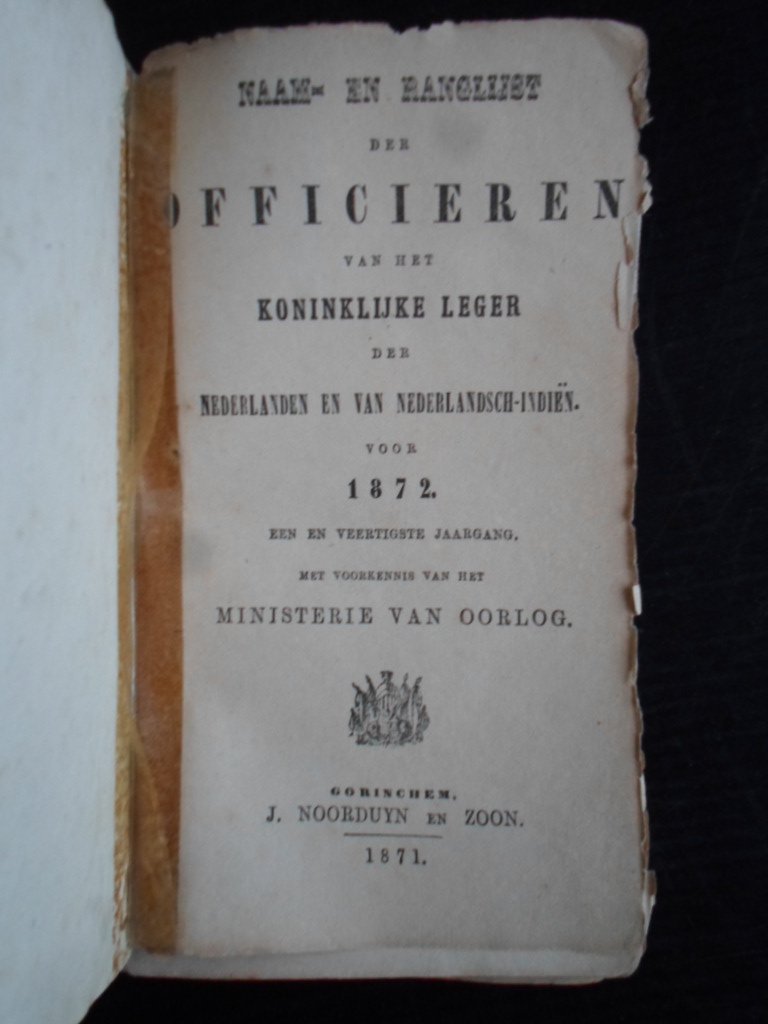 NAAM- EN RANGLIJST
DER
OFFICIEREN
VAN HET
KONINKLIJKE LEGER
DER
NEDERLANDEN EN VAN NEDERLANDSCH-INDIËN.
VOOR
1872.
EEN EN VEERTIGSTE JAARGANG.
MET VOORKENNIS VAN HET
MINISTERIE VAN OORLOG.
GORINCHEM,
J. NOORDUYN EN ZOON.
1871.